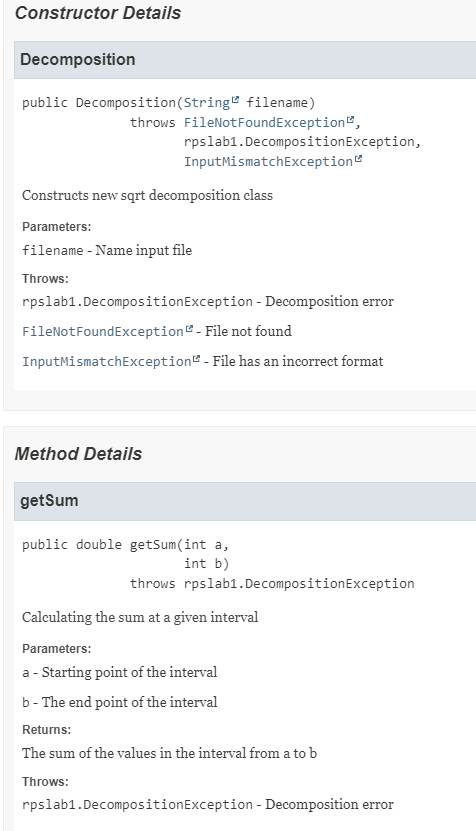 Constructor Details
Decomposition
public Decomposition(String filename)
throws FileNotFoundException,
rpslab1.DecompositionException,
InputMismatchException
Constructs new sqrt decomposition class
Parameters:
filename - Name input file
Throws:
rpslab1.DecompositionException - Decomposition error
FileNotFoundException - File not found
InputMismatchException - File has an incorrect format
Method Details
getSum
public double getSum(int a,
int b)
throws rpslab1.DecompositionException
Calculating the sum at a given interval
Parameters:
a - Starting point of the interval
b - The end point of the interval
Returns:
The sum of the values in the interval from a to b
Throws:
rpslab1.DecompositionException - Decomposition error